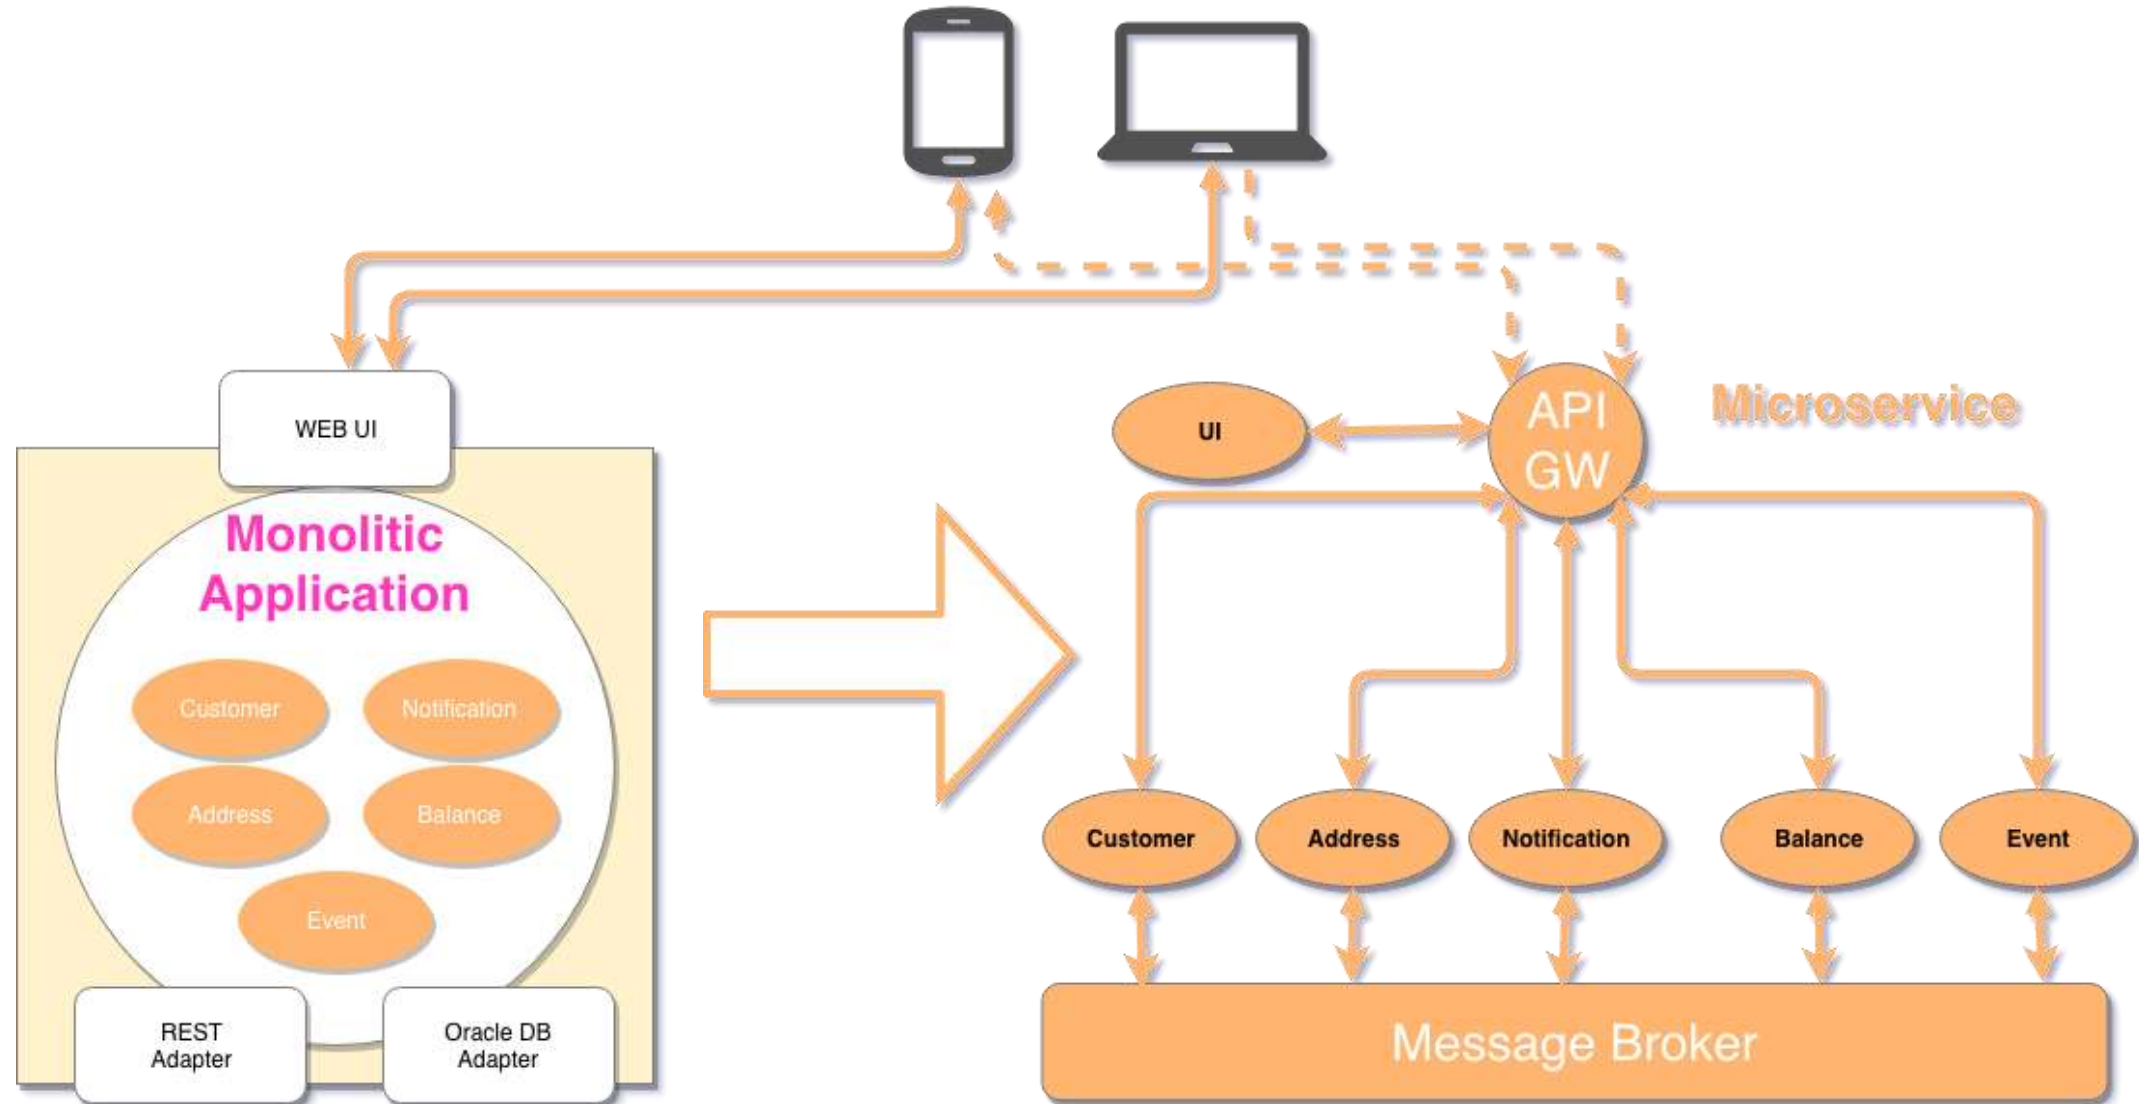 WEB UI
Monolitic
Application
Customer
Notification
Address
Balance
Event
REST
Adapter
Oracle DB
Adapter
UI
API
GW
Microservice
Customer
Address
Notification
Balance
Event
Message Broker